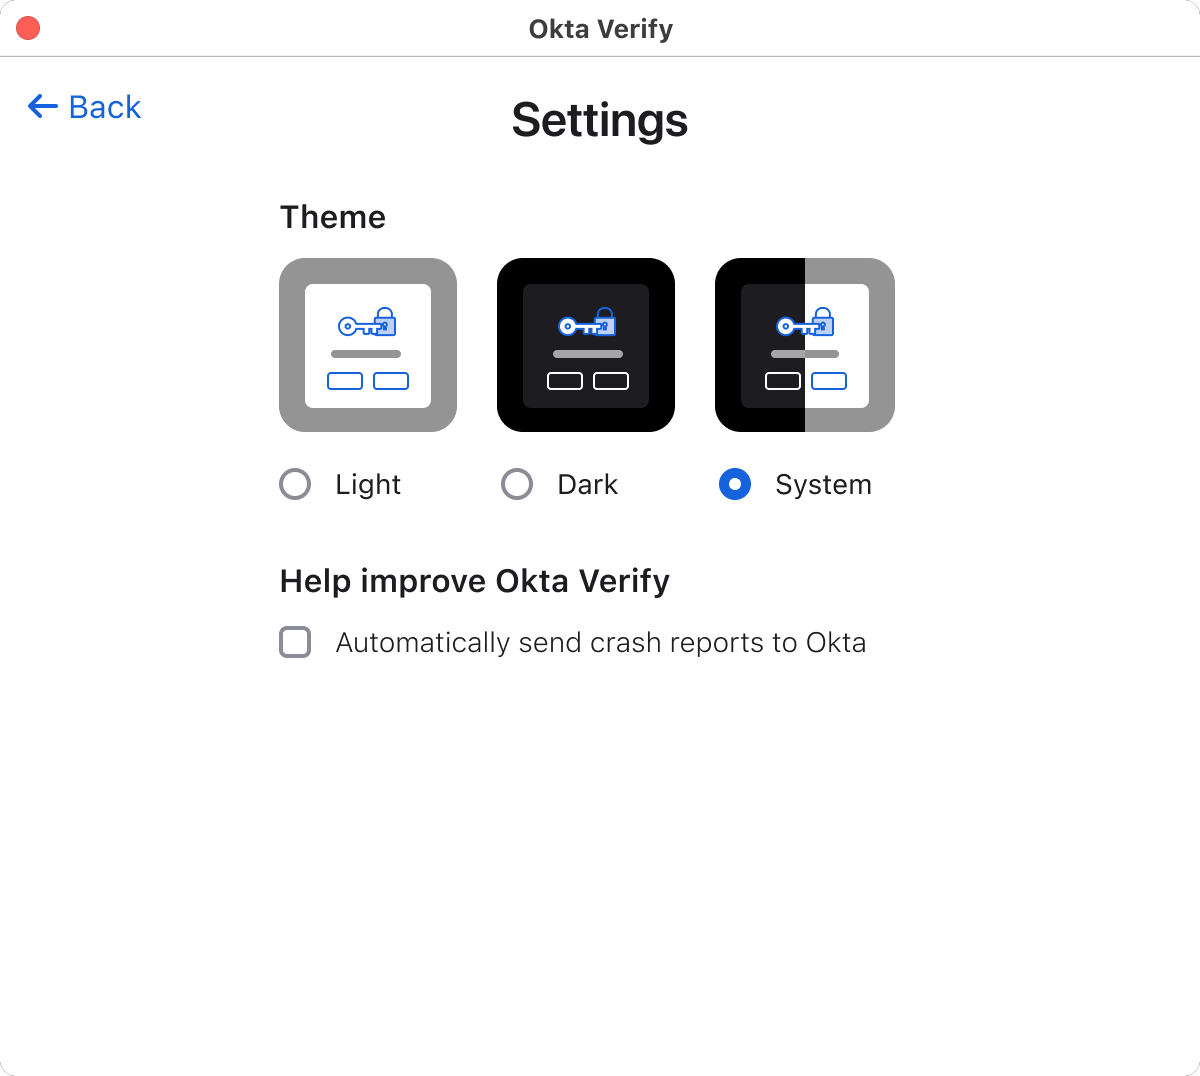 Okta Verify
Back
Settings
Theme
Light
Dark
System
Help improve Okta Verify
Automatically send crash reports to Okta